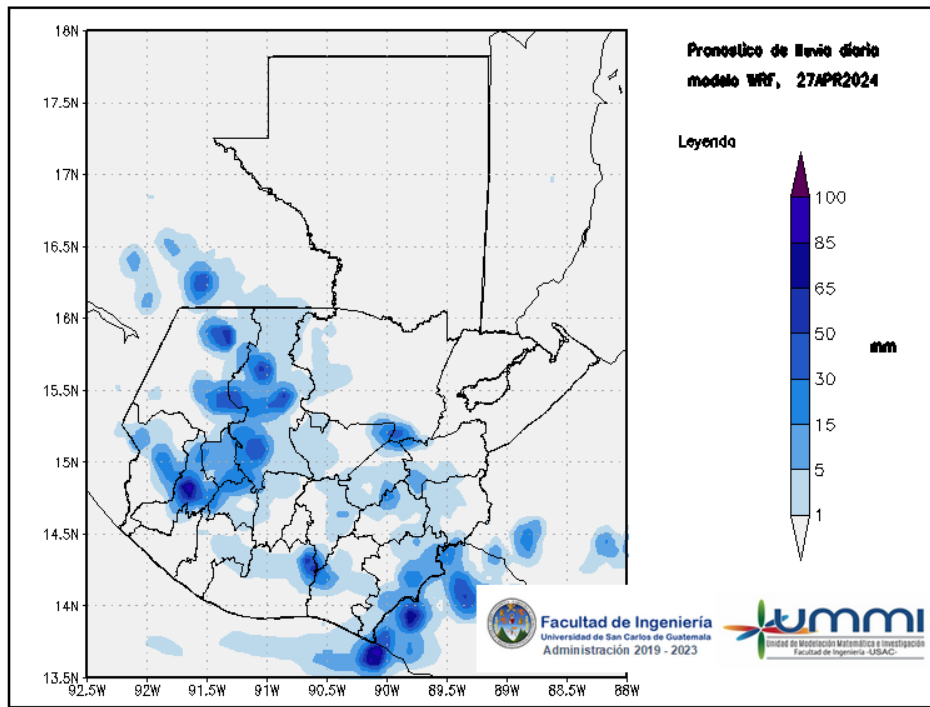 18N
17.5N
17N
16.5N
16N
15.5N
15N
14.5N
14N
13.5N
92.5W
92W
91.5W
91W
90.5W
90W
89.5W
89W
88.5W
88W
Pronostico de lluvia diaria
modelo WRF, 27APR2024
Leyenda
100
85
65
50
30
15
5
1
mm
Facultad de Ingeniería
Universidad de San Carlos de Guatemala
Administración 2019 - 2023
ummi
Unidad de Modelación Matemática e Investigación
Facultad de Ingeniería -USAC-